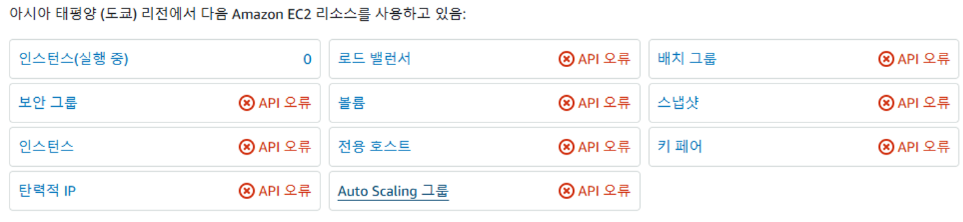 아시아 태평양 (도쿄) 리전에서 다음 Amazon EC2 리소스를 사용하고 있음:
인스턴스(실행 중) 0 로드 밸런서 API 오류 배치 그룹 API 오류
보안 그룹 API 오류 볼륨 API 오류 스냅샷 API 오류
인스턴스 API 오류 전용 호스트 API 오류 키 페어 API 오류
탄력적 IP API 오류 Auto Scaling 그룹 API 오류